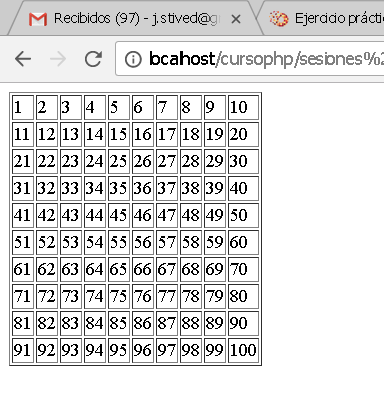 Recibidos (97) - j.stived@g
Ejercicio prácti
bcahost/cursophp/sesiones%2
1 2 3 4 5 6 7 8 9 10
11 12 13 14 15 16 17 18 19 20
21 22 23 24 25 26 27 28 29 30
31 32 33 34 35 36 37 38 39 40
41 42 43 44 45 46 47 48 49 50
51 52 53 54 55 56 57 58 59 60
61 62 63 64 65 66 67 68 69 70
71 72 73 74 75 76 77 78 79 80
81 82 83 84 85 86 87 88 89 90
91 92 93 94 95 96 97 98 99 100